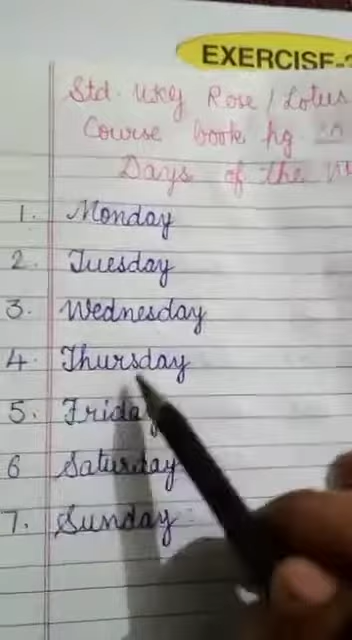 EXERCISE-
Std. UKG Rose / Lotus
Course book pg
Days of the
1. Monday
2. Tuesday
3. Wednesday
4. Thursday
5. Friday
6 Saturday
7. Sunday